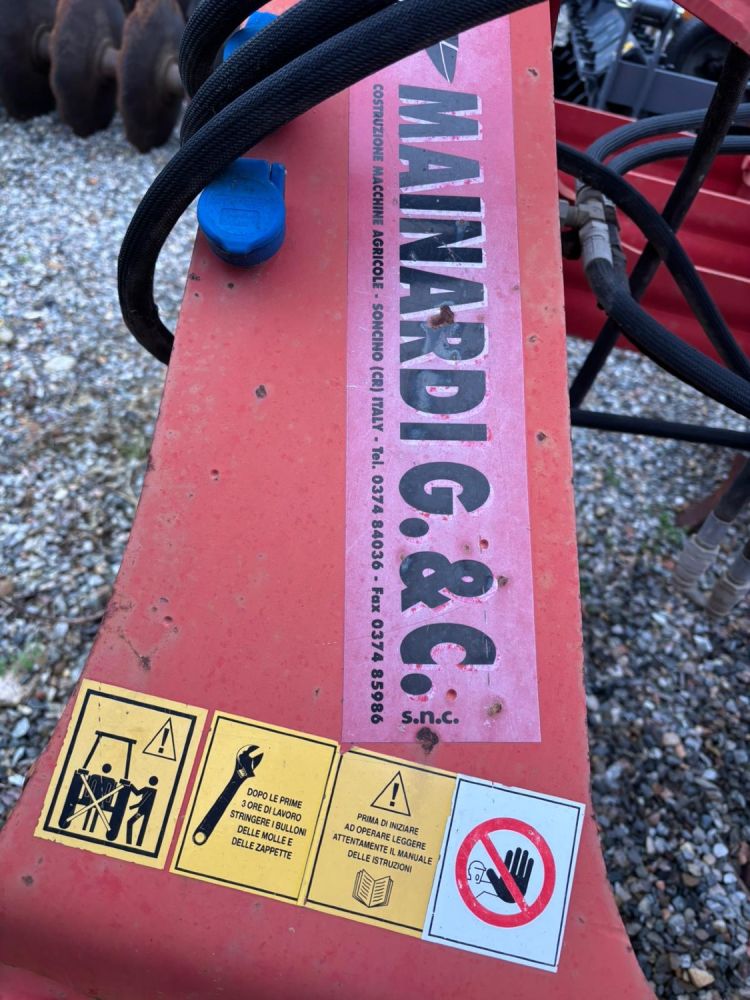 MAINARDI G. & C. s.n.c.
COSTRUZIONE MACCHINE AGRICOLE - SONCINO (CR) ITALY - Tel. 0374 84036 - Fax 0374 85986
DOPO LE PRIME
3 ORE DI LAVORO
STRINGERE I BULLONI
DELLE MOLLE E
DELLE ZAPPETTE
PRIMA DI INIZIARE
AD OPERARE LEGGERE
ATTENTAMENTE IL MANUALE
DELLE ISTRUZIONI